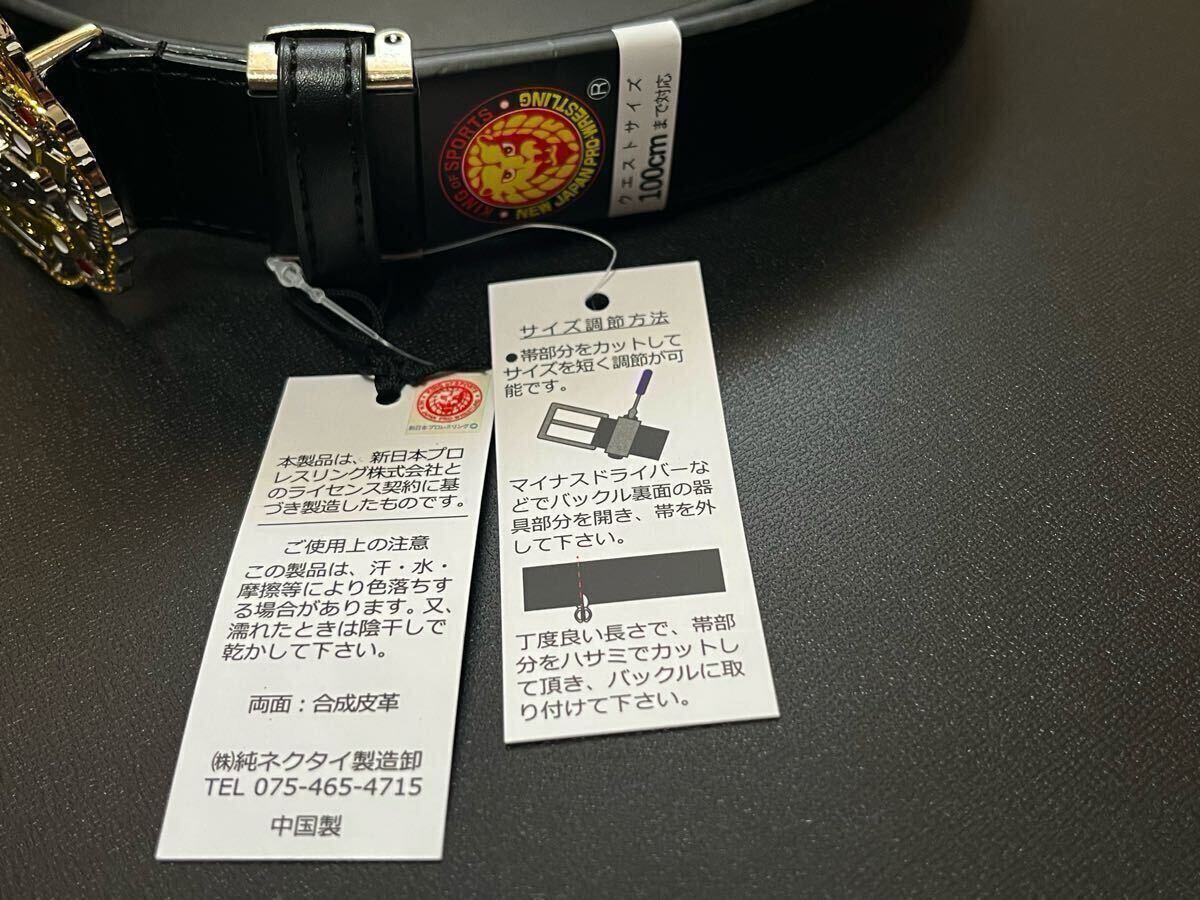 KING OF SPORTS
NEW JAPAN PRO-WRESTLING
®
ウエストサイズ
100cmまで対応
サイズ調節方法
●帯部分をカットして
サイズを短く調節が可
能です。
マイナスドライバーな
どでバックル裏面の器
具部分を開き、帯を外
して下さい。
丁度良い長さで、帯部
分をハサミでカットし
て頂き、バックルに取
り付けて下さい。
新日本プロレスリング
本製品は、新日本プロ
レスリング株式会社と
のライセンス契約に基
づき製造したものです。
ご使用上の注意
この製品は、汗・水・
摩擦等により色落ちす
る場合があります。又、
濡れたときは陰干しで
乾かして下さい。
両面：合成皮革
㈱純ネクタイ製造卸
TEL 075-465-4715
中国製